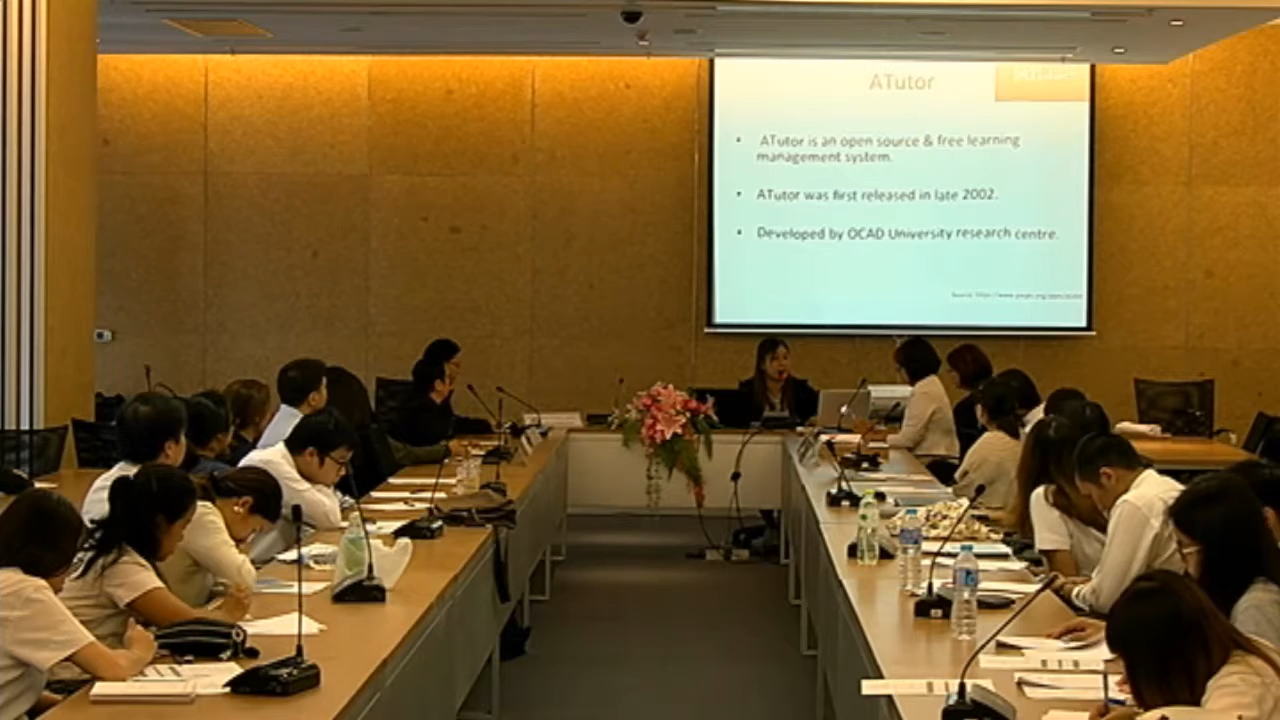 ATutor
• ATutor is an open source & free learning
management system.
• ATutor was first released in late 2002.
• Developed by OCAD University research centre.